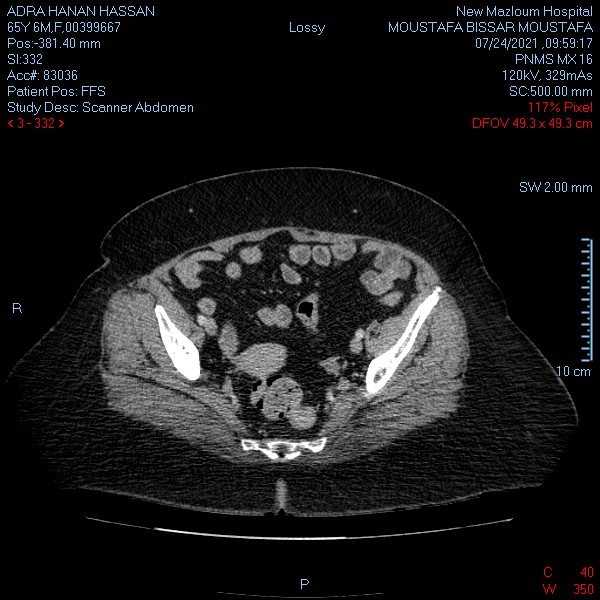 ADRA HANAN HASSAN
65Y 6M,F,00399667
Pos:-381.40 mm
SI:332
Acc#: 83036
Patient Pos: FFS
Study Desc: Scanner Abdomen
< 3 - 332 >
Lossy
New Mazloum Hospital
MOUSTAFA BISSAR MOUSTAFA
07/24/2021 ,09:59:17
PNMS MX 16
120kV, 329mAs
SC:500.00 mm
117% Pixel
DFOV 49.3 x 49.3 cm
SW 2.00 mm
R
10 cm
P
C 40
W 350